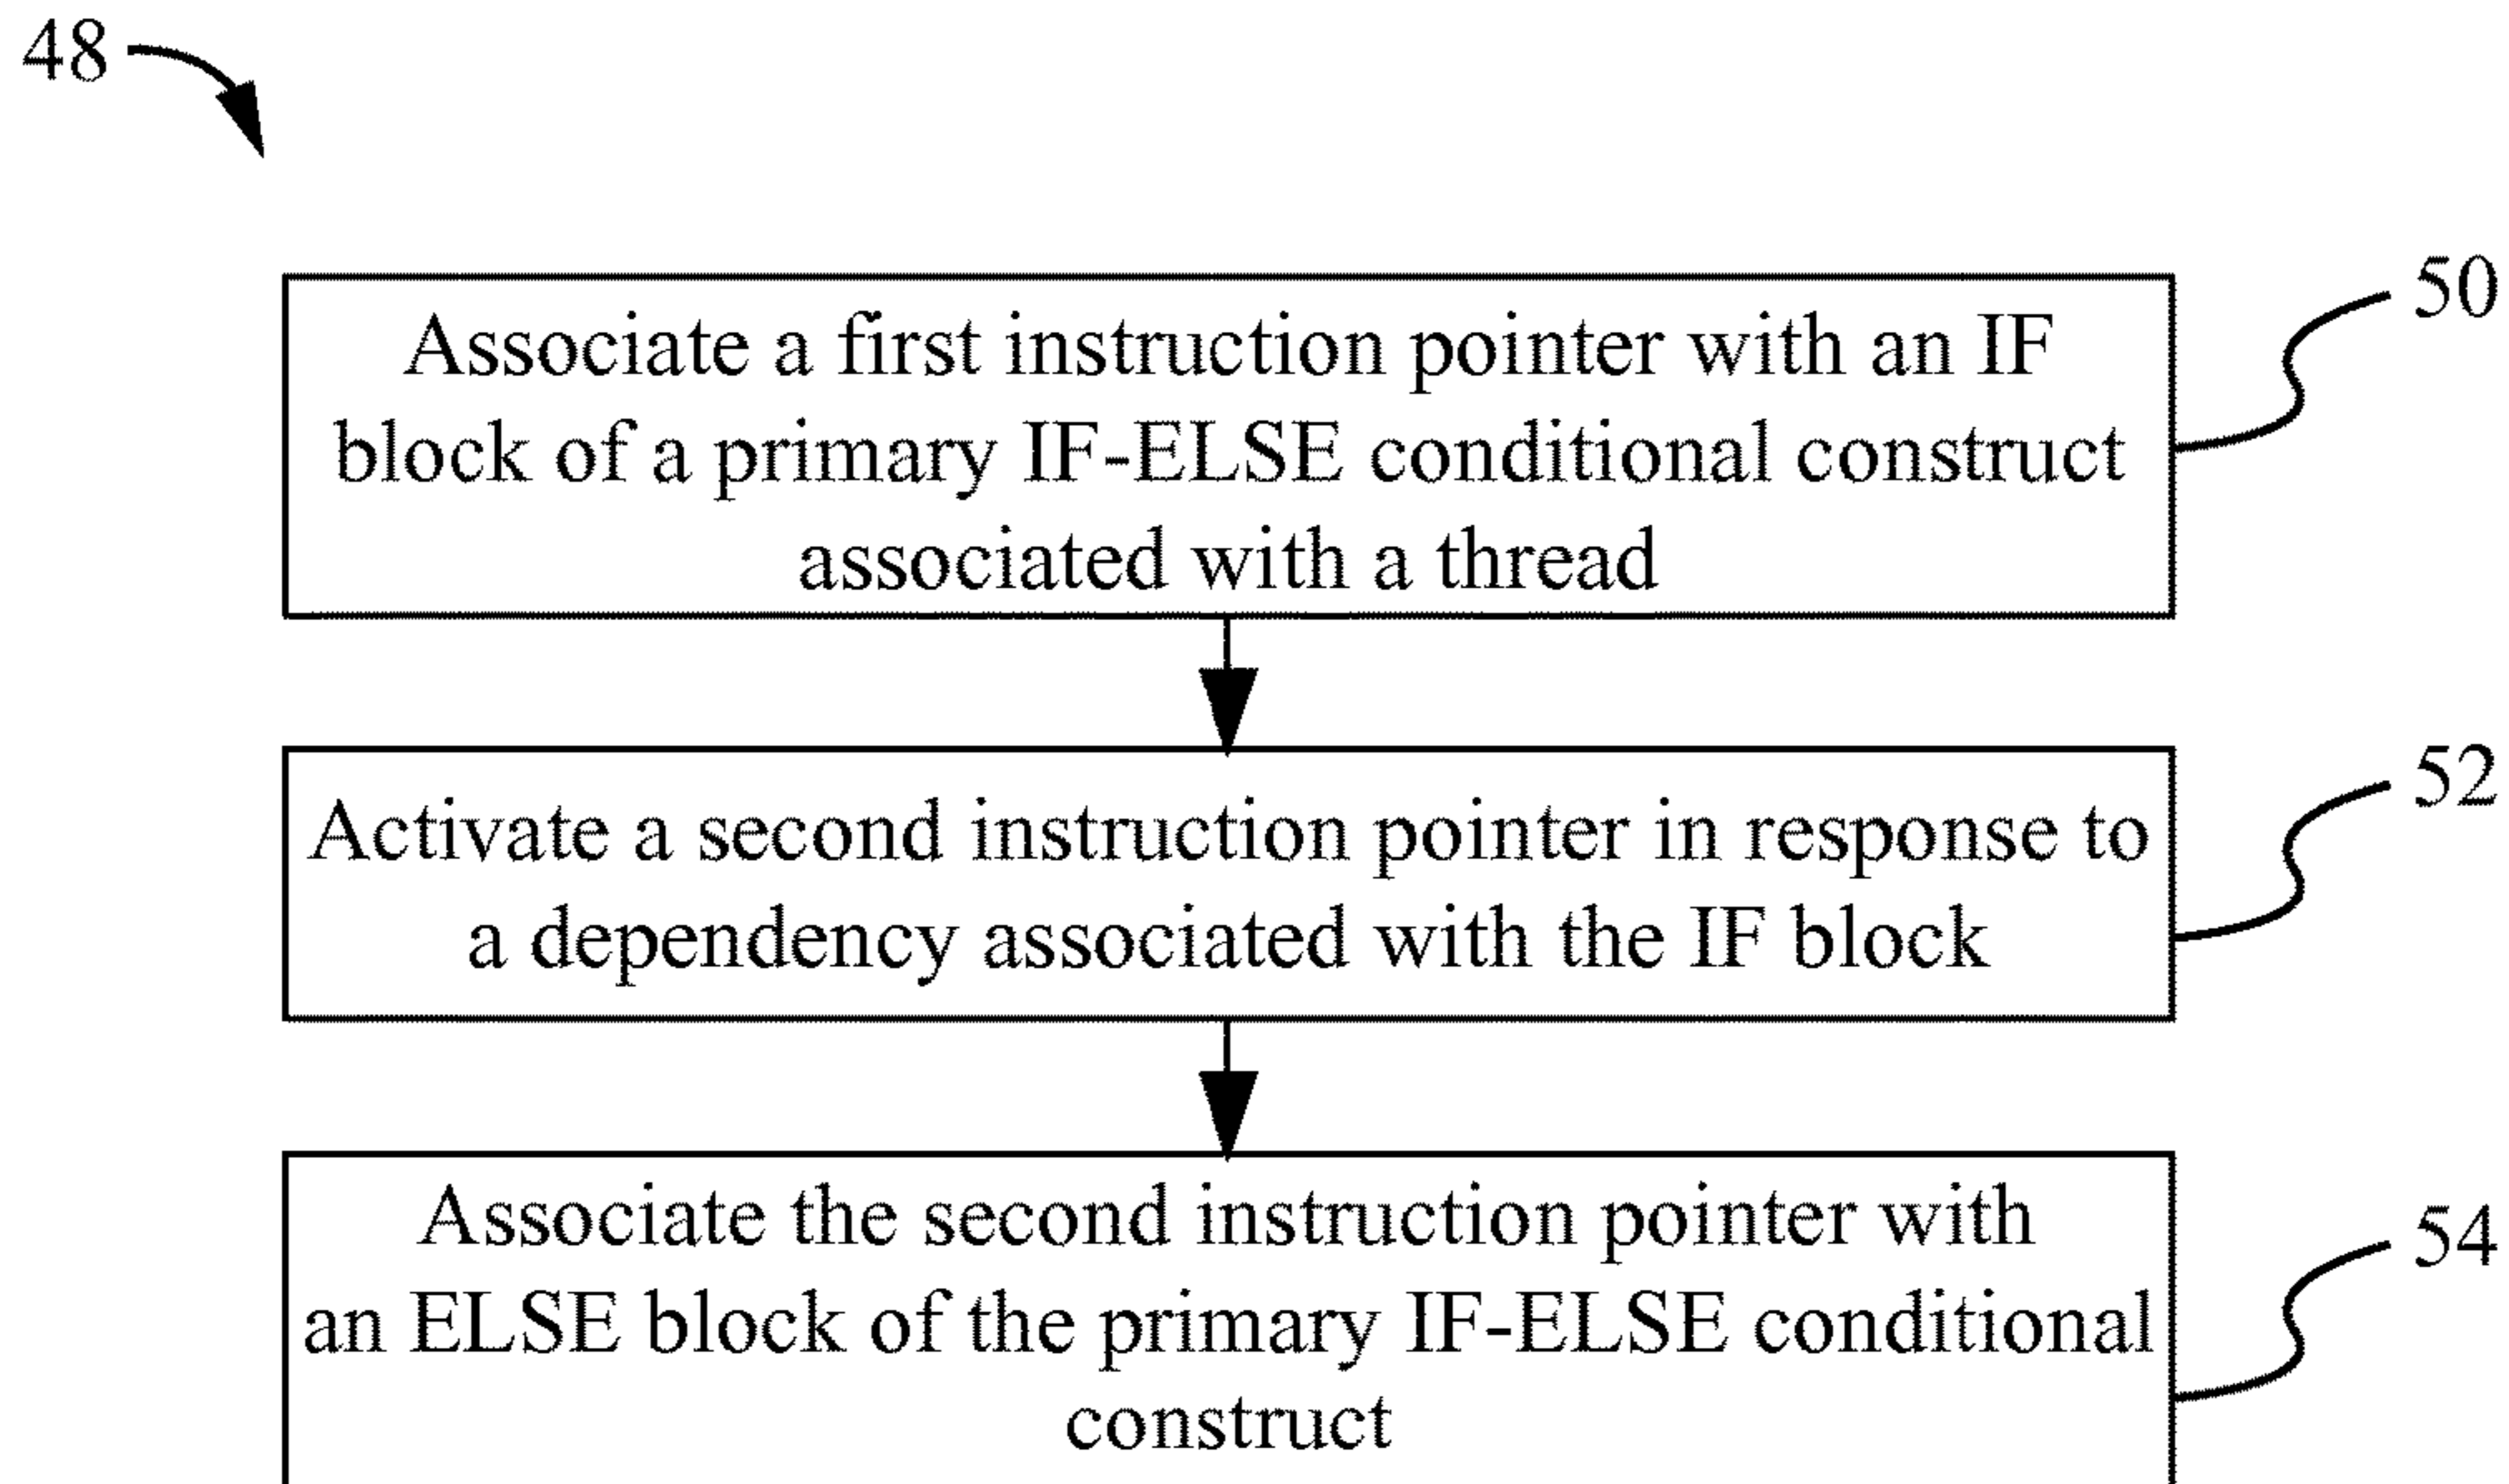 48
50
Associate a first instruction pointer with an IF
block of a primary IF-ELSE conditional construct
associated with a thread
52
Activate a second instruction pointer in response to
a dependency associated with the IF block
54
Associate the second instruction pointer with
an ELSE block of the primary IF-ELSE conditional
construct